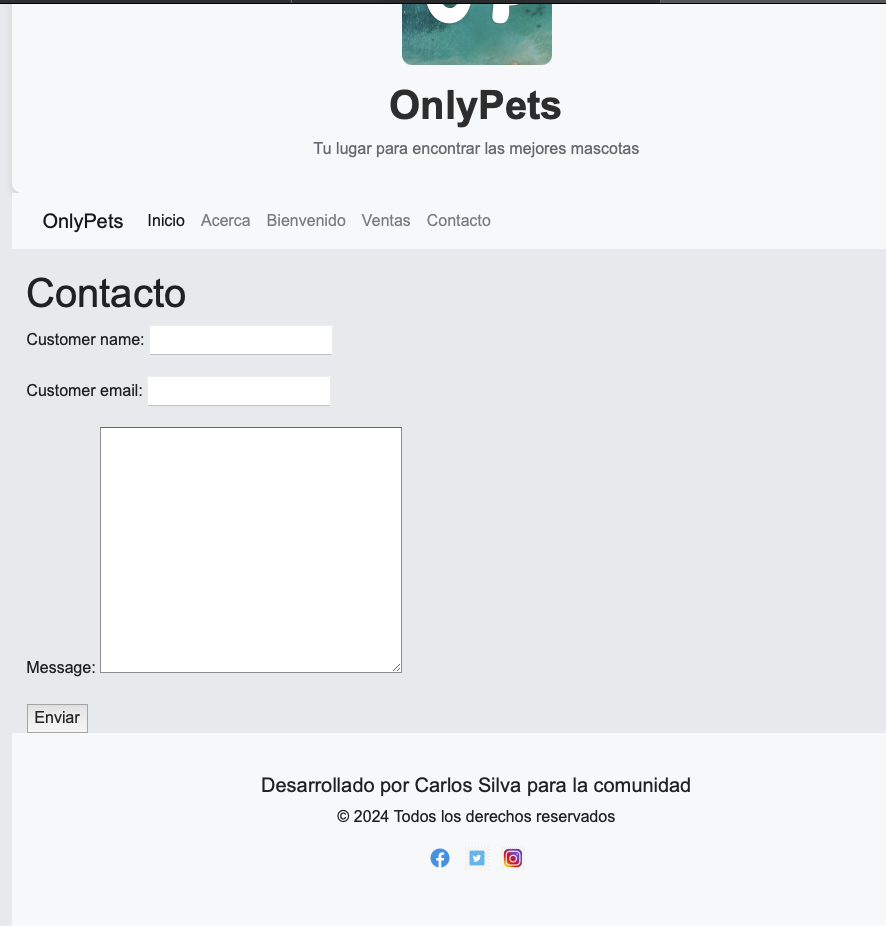 OnlyPets
Tu lugar para encontrar las mejores mascotas
OnlyPets Inicio Acerca Bienvenido Ventas Contacto
Contacto
Customer name:
Customer email:
Message:
Enviar
Desarrollado por Carlos Silva para la comunidad
© 2024 Todos los derechos reservados